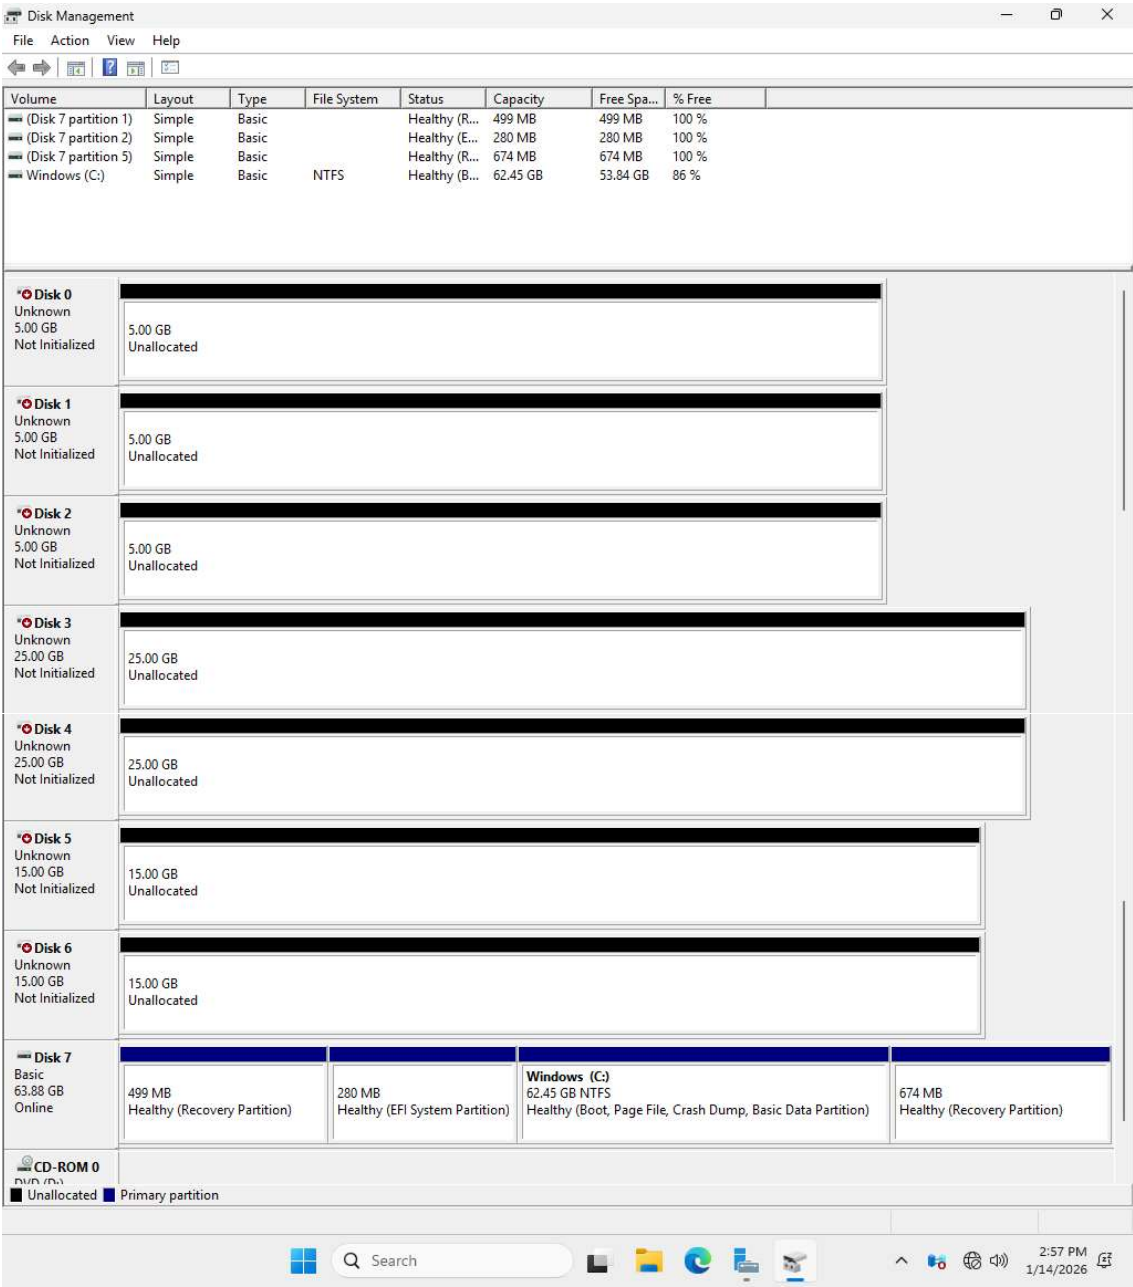 Disk Management
File Action View Help
Volume Layout Type File System Status Capacity Free Spa... % Free
(Disk 7 partition 1) Simple Basic Healthy (R... 499 MB 499 MB 100 %
(Disk 7 partition 2) Simple Basic Healthy (E... 280 MB 280 MB 100 %
(Disk 7 partition 5) Simple Basic Healthy (R... 674 MB 674 MB 100 %
Windows (C:) Simple Basic NTFS Healthy (B... 62.45 GB 53.84 GB 86 %
Disk 0
Unknown
5.00 GB
Not Initialized
5.00 GB
Unallocated
Disk 1
Unknown
5.00 GB
Not Initialized
5.00 GB
Unallocated
Disk 2
Unknown
5.00 GB
Not Initialized
5.00 GB
Unallocated
Disk 3
Unknown
25.00 GB
Not Initialized
25.00 GB
Unallocated
Disk 4
Unknown
25.00 GB
Not Initialized
25.00 GB
Unallocated
Disk 5
Unknown
15.00 GB
Not Initialized
15.00 GB
Unallocated
Disk 6
Unknown
15.00 GB
Not Initialized
15.00 GB
Unallocated
Disk 7
Basic
63.88 GB
Online
499 MB
Healthy (Recovery Partition)
280 MB
Healthy (EFI System Partition)
Windows (C:)
62.45 GB NTFS
Healthy (Boot, Page File, Crash Dump, Basic Data Partition)
674 MB
Healthy (Recovery Partition)
CD-ROM 0
DVD (D:)
Unallocated Primary partition
Search
2:57 PM
1/14/2026